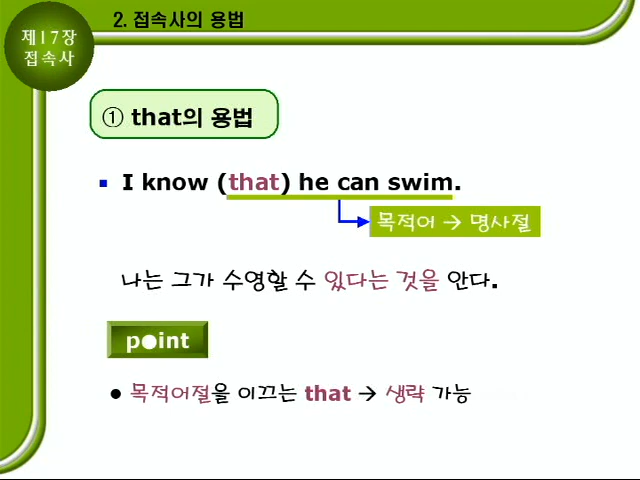 2. 접속사의 용법
제17장
접속사
① that의 용법
▪ I know (that) he can swim.
목적어 → 명사절
나는 그가 수영할 수 있다는 것을 안다.
point
● 목적어절을 이끄는 that → 생략 가능